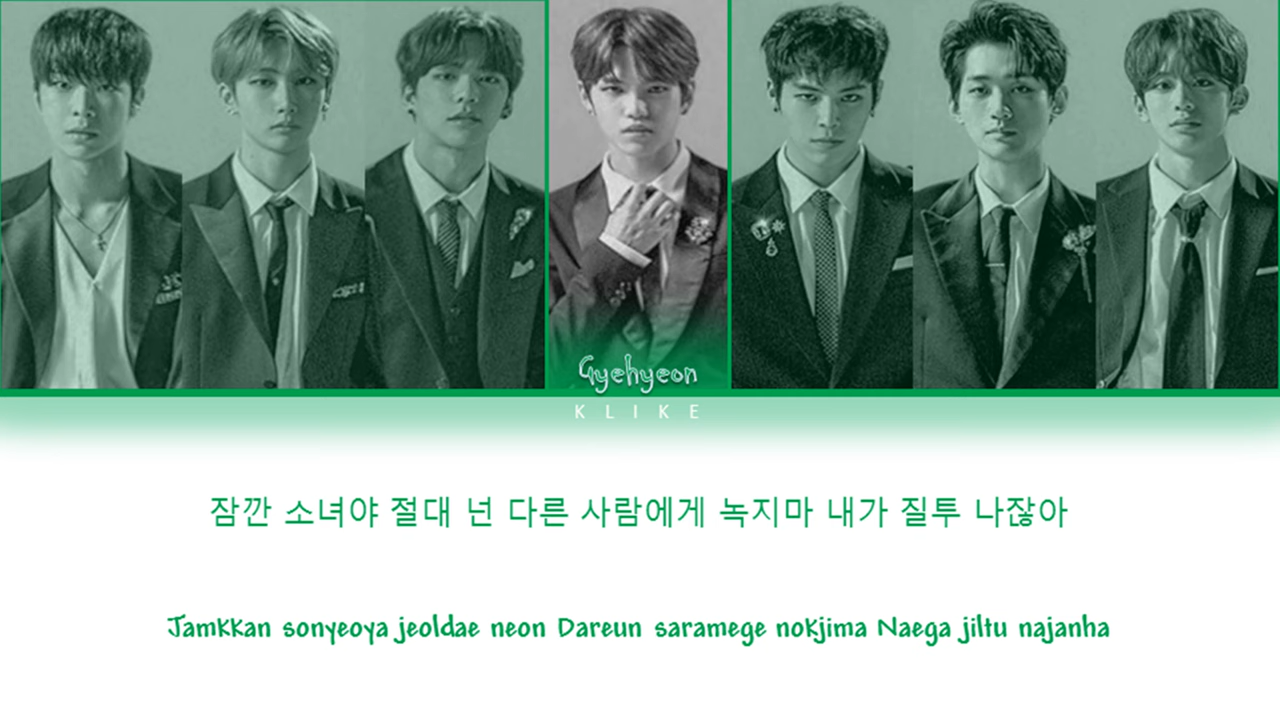 Gyehyeon
KLIKE
잠깐 소녀야 절대 넌 다른 사람에게 녹지마 내가 질투 나잖아
Jamkkan sonyeoya jeoldae neon Dareun saramege nokjima Naega jiltu najanha